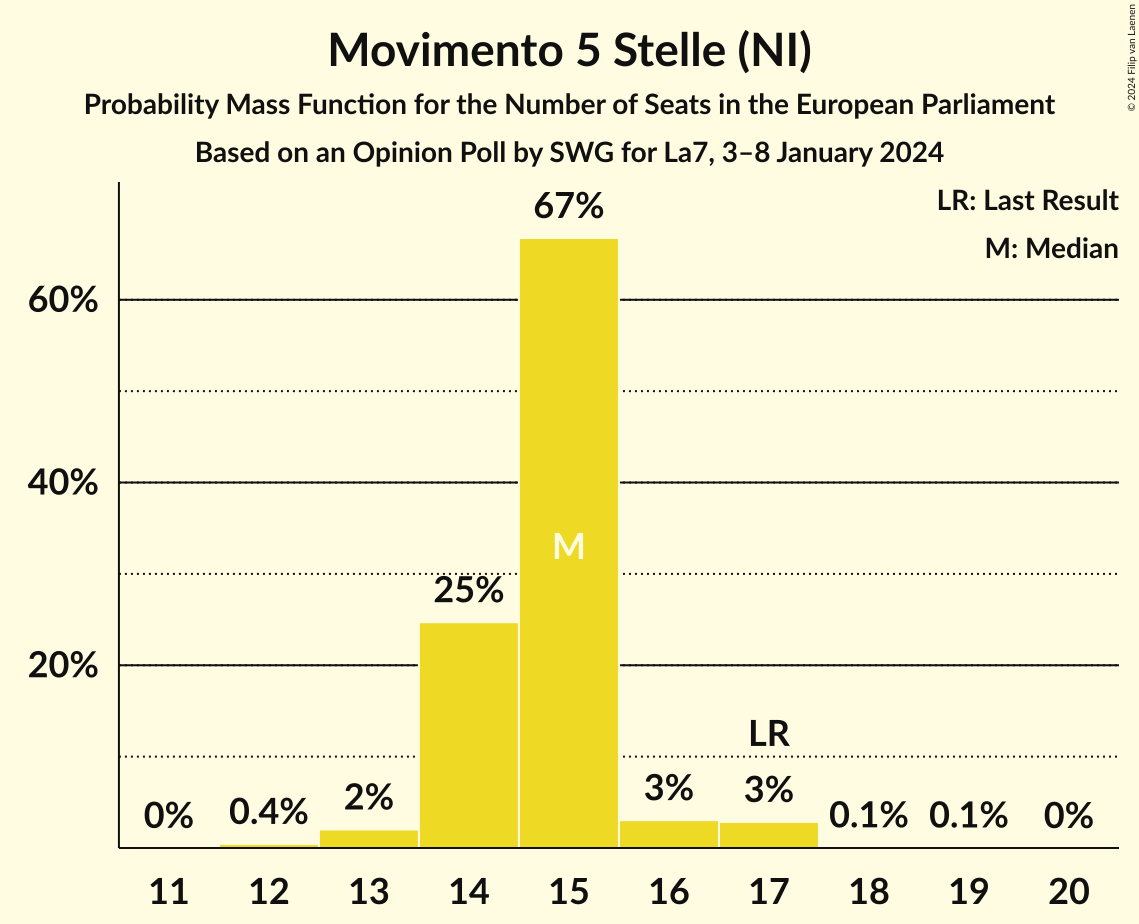 Movimento 5 Stelle (NI)
Probability Mass Function for the Number of Seats in the European Parliament
Based on an Opinion Poll by SWG for La7, 3–8 January 2024
© 2024 Filip van Laenen
LR: Last Result
M: Median
67%
60%
40%
M
25%
20%
LR
0%
0.4%
2%
3%
3%
0.1%
0.1%
0%
11
12
13
14
15
16
17
18
19
20